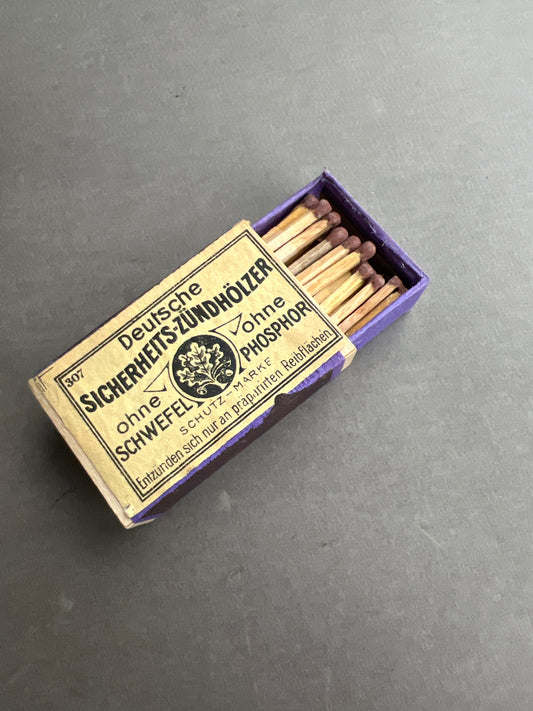 307
Deutsche
SICHERHEITS-ZÜNDHÖLZER
ohne
SCHWEFEL
ohne
PHOSPHOR
SCHUTZ-MARKE
Entzünden sich nur an präparirten Reibflächen